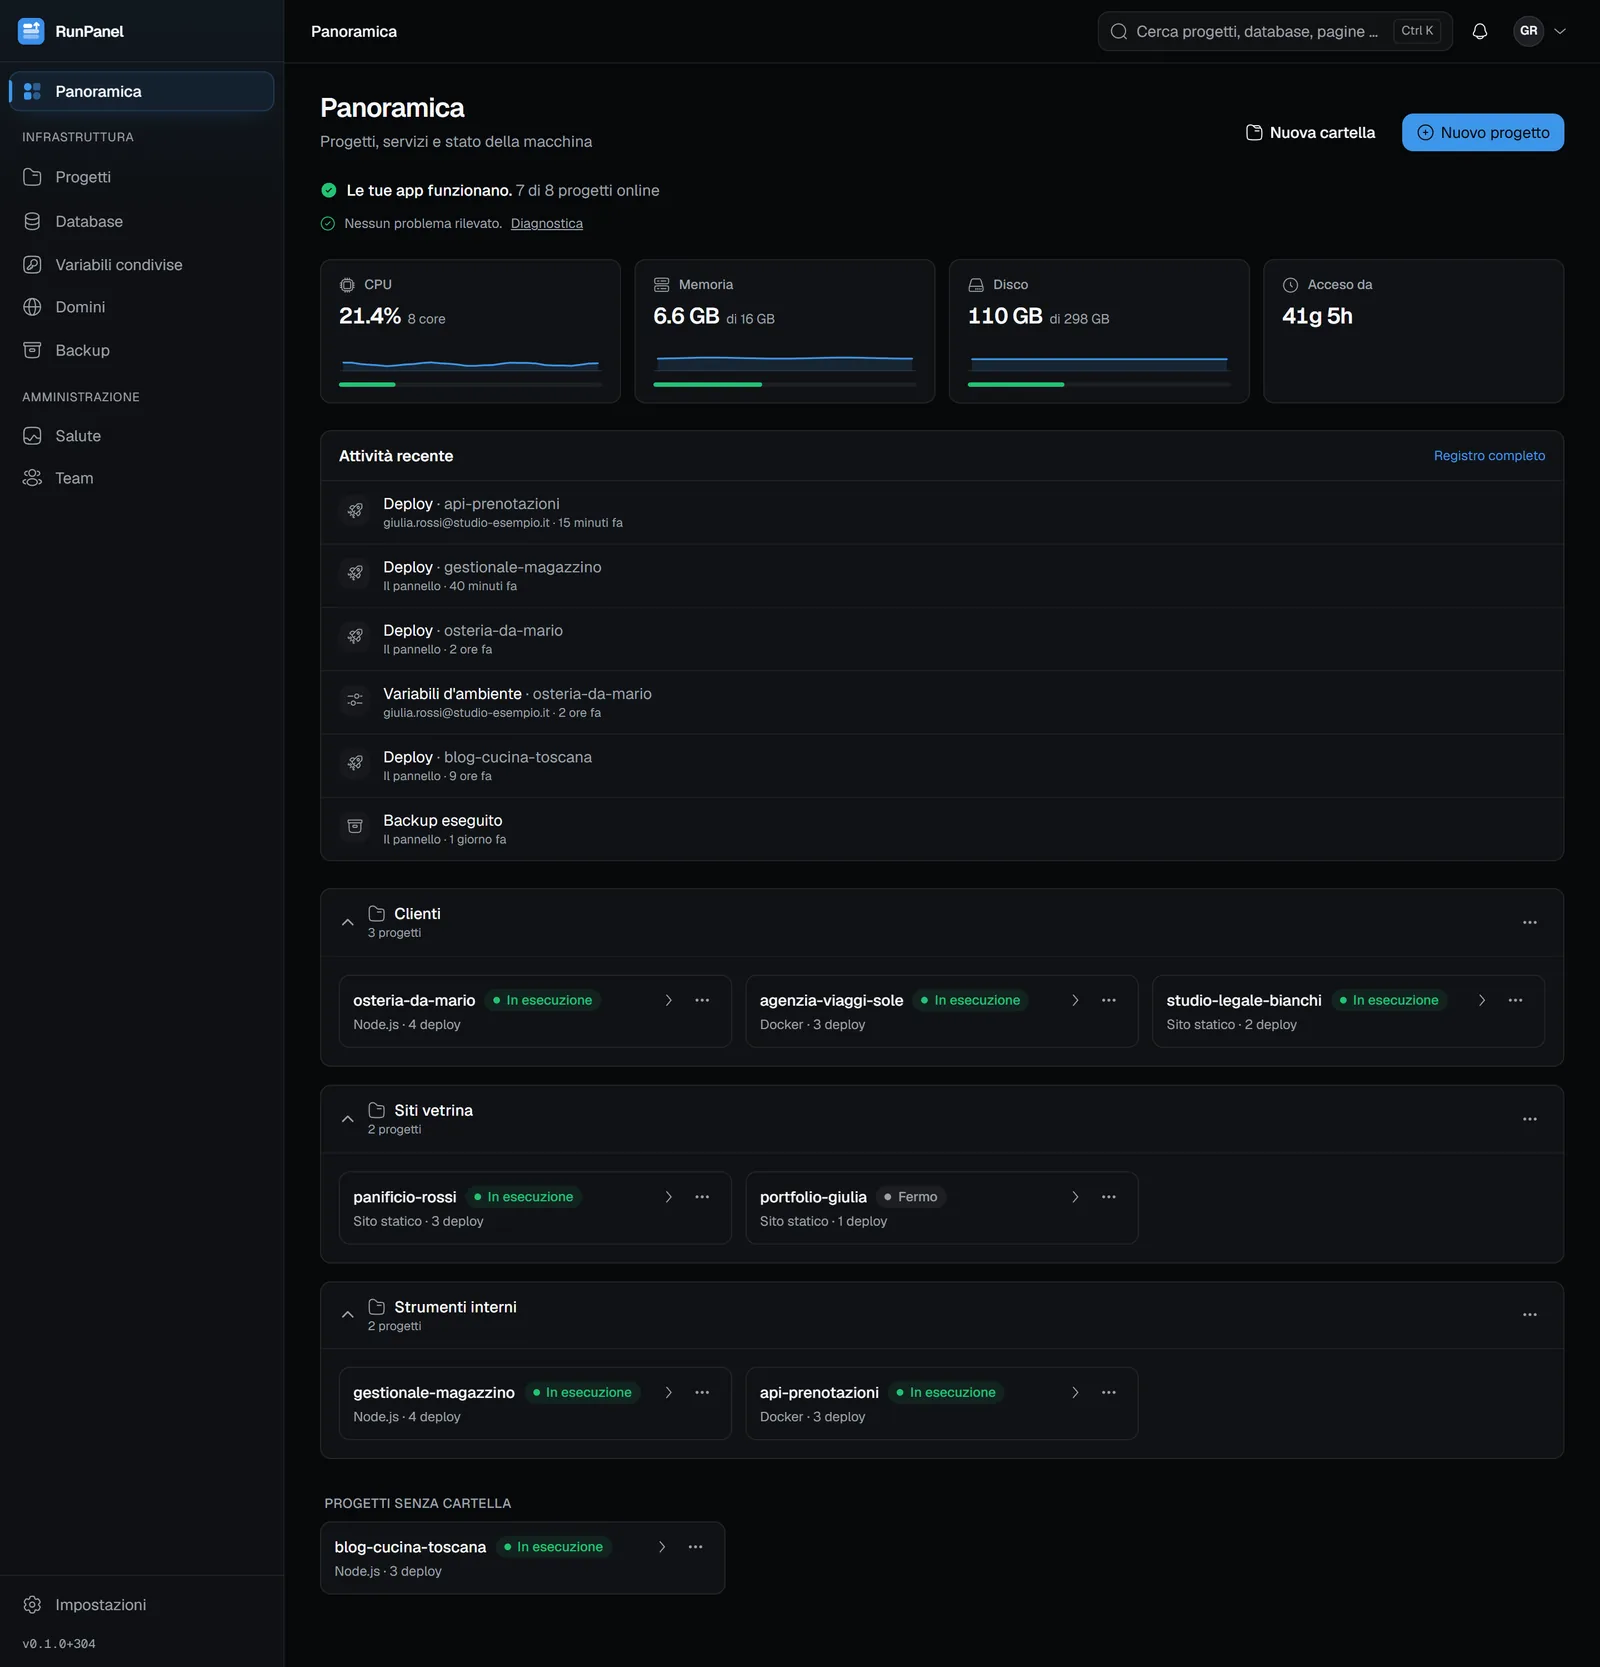 RunPanel
Panoramica
INFRASTRUTTURA
Progetti
Database
Variabili condivise
Domini
Backup
AMMINISTRAZIONE
Salute
Team
Impostazioni
v0.1.0+304
Panoramica
Cerca progetti, database, pagine ...
Ctrl K
GR
Panoramica
Progetti, servizi e stato della macchina
Nuova cartella
Nuovo progetto
Le tue app funzionano. 7 di 8 progetti online
Nessun problema rilevato. Diagnostica
CPU
21.4% 8 core
Memoria
6.6 GB di 16 GB
Disco
110 GB di 298 GB
Acceso da
41g 5h
Attività recente
Registro completo
Deploy · api-prenotazioni
giulia.rossi@studio-esempio.it · 15 minuti fa
Deploy · gestionale-magazzino
Il pannello · 40 minuti fa
Deploy · osteria-da-mario
Il pannello · 2 ore fa
Variabili d'ambiente · osteria-da-mario
giulia.rossi@studio-esempio.it · 2 ore fa
Deploy · blog-cucina-toscana
Il pannello · 9 ore fa
Backup eseguito
Il pannello · 1 giorno fa
Clienti
3 progetti
osteria-da-mario In esecuzione
Node.js · 4 deploy
agenzia-viaggi-sole In esecuzione
Docker · 3 deploy
studio-legale-bianchi In esecuzione
Sito statico · 2 deploy
Siti vetrina
2 progetti
panificio-rossi In esecuzione
Sito statico · 3 deploy
portfolio-giulia Fermo
Sito statico · 1 deploy
Strumenti interni
2 progetti
gestionale-magazzino In esecuzione
Node.js · 4 deploy
api-prenotazioni In esecuzione
Docker · 3 deploy
PROGETTI SENZA CARTELLA
blog-cucina-toscana In esecuzione
Node.js · 3 deploy